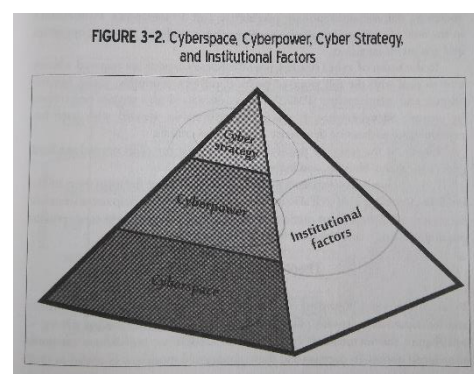 FIGURE 3-2. Cyberspace, Cyberpower, Cyber Strategy,
and Institutional Factors
Cyber
strategy
Cyberpower
Institutional
factors
Cyberspace